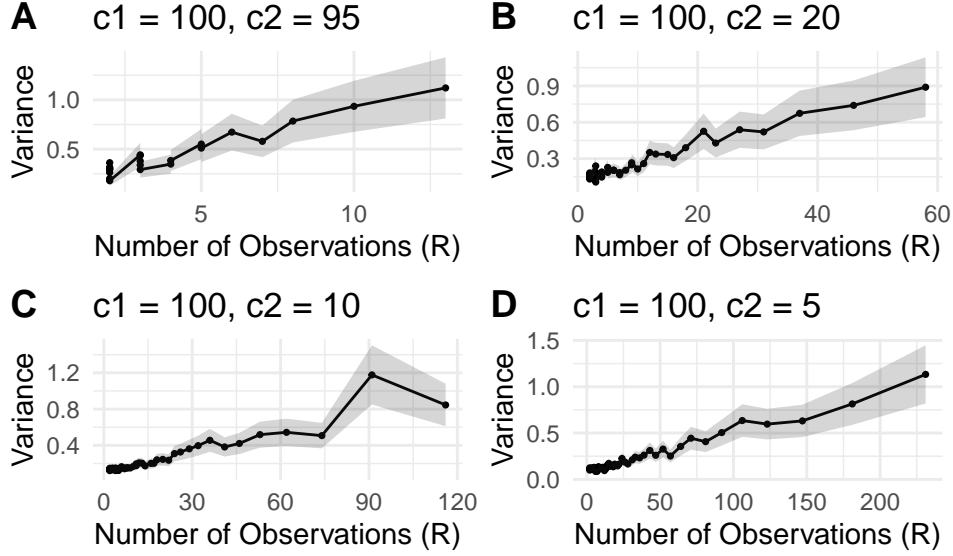 A c1 = 100, c2 = 95
Variance
1.0
0.5
5 10
Number of Observations (R)
B c1 = 100, c2 = 20
Variance
0.9
0.6
0.3
0 20 40 60
Number of Observations (R)
C c1 = 100, c2 = 10
Variance
1.2
0.8
0.4
0 30 60 90 120
Number of Observations (R)
D c1 = 100, c2 = 5
Variance
1.5
1.0
0.5
0.0
0 50 100 150 200
Number of Observations (R)